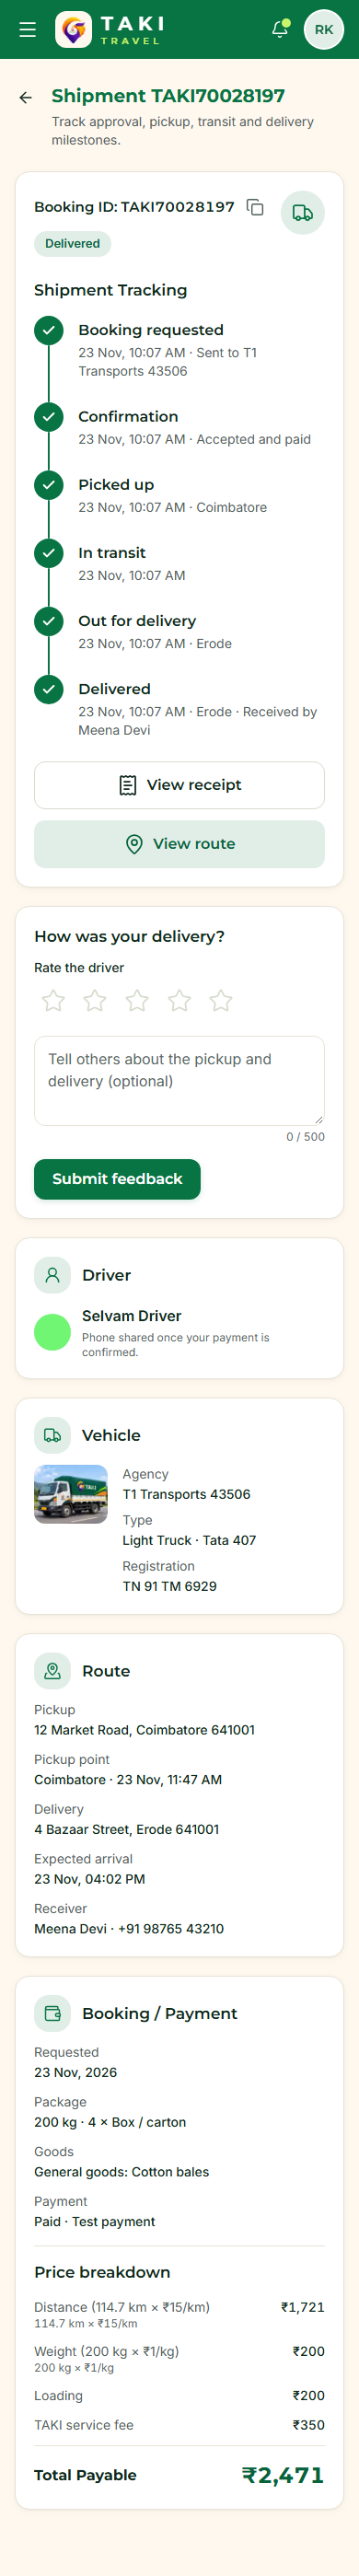 TAKI
TRAVEL
RK
Shipment TAKI70028197
Track approval, pickup, transit and delivery
milestones.
Booking ID: TAKI70028197
Delivered
Shipment Tracking
Booking requested
23 Nov, 10:07 AM · Sent to T1
Transports 43506
Confirmation
23 Nov, 10:07 AM · Accepted and paid
Picked up
23 Nov, 10:07 AM · Coimbatore
In transit
23 Nov, 10:07 AM
Out for delivery
23 Nov, 10:07 AM · Erode
Delivered
23 Nov, 10:07 AM · Erode · Received by
Meena Devi
View receipt
View route
How was your delivery?
Rate the driver
Tell others about the pickup and
delivery (optional)
0 / 500
Submit feedback
Driver
Selvam Driver
Phone shared once your payment is
confirmed.
Vehicle
TAKI
Agency
T1 Transports 43506
Type
Light Truck · Tata 407
Registration
TN 91 TM 6929
Route
Pickup
12 Market Road, Coimbatore 641001
Pickup point
Coimbatore · 23 Nov, 11:47 AM
Delivery
4 Bazaar Street, Erode 641001
Expected arrival
23 Nov, 04:02 PM
Receiver
Meena Devi · +91 98765 43210
Booking / Payment
Requested
23 Nov, 2026
Package
200 kg · 4 × Box / carton
Goods
General goods: Cotton bales
Payment
Paid · Test payment
Price breakdown
Distance (114.7 km × ₹15/km) ₹1,721
114.7 km × ₹15/km
Weight (200 kg × ₹1/kg) ₹200
200 kg × ₹1/kg
Loading ₹200
TAKI service fee ₹350
Total Payable ₹2,471